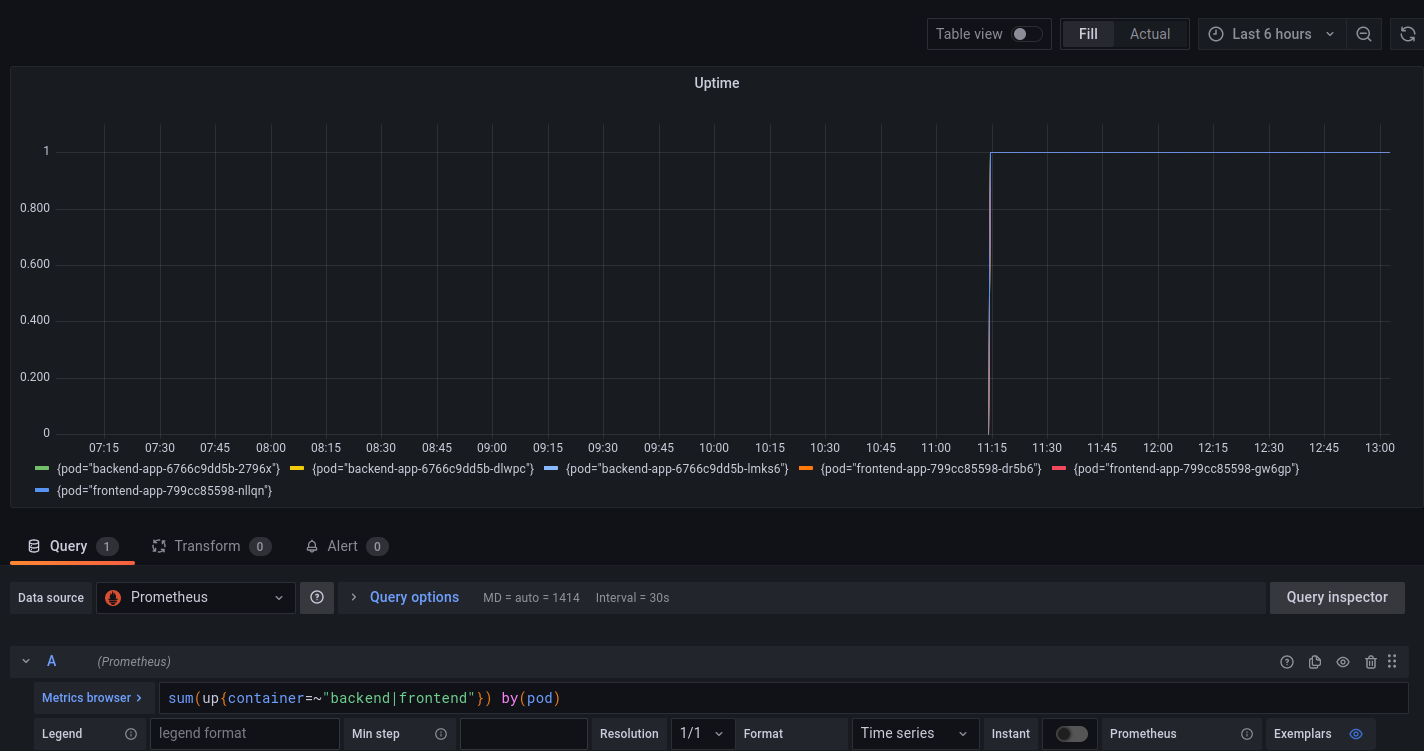 Table view Fill Actual Last 6 hours
Uptime
1
0.800
0.600
0.400
0.200
0
07:15 07:30 07:45 08:00 08:15 08:30 08:45 09:00 09:15 09:30 09:45 10:00 10:15 10:30 10:45 11:00 11:15 11:30 11:45 12:00 12:15 12:30 12:45 13:00
{pod="backend-app-6766c9dd5b-2796x"} {pod="backend-app-6766c9dd5b-dlwpc"} {pod="backend-app-6766c9dd5b-lmks6"} {pod="frontend-app-799cc85598-dr5b6"} {pod="frontend-app-799cc85598-gw6gp"}
{pod="frontend-app-799cc85598-nllqn"}
Query 1 Transform 0 Alert 0
Data source Prometheus Query options MD = auto = 1414 Interval = 30s Query inspector
A (Prometheus)
Metrics browser sum(up{container=~"backend|frontend"}) by(pod)
Legend legend format Min step Resolution 1/1 Format Time series Instant Prometheus Exemplars